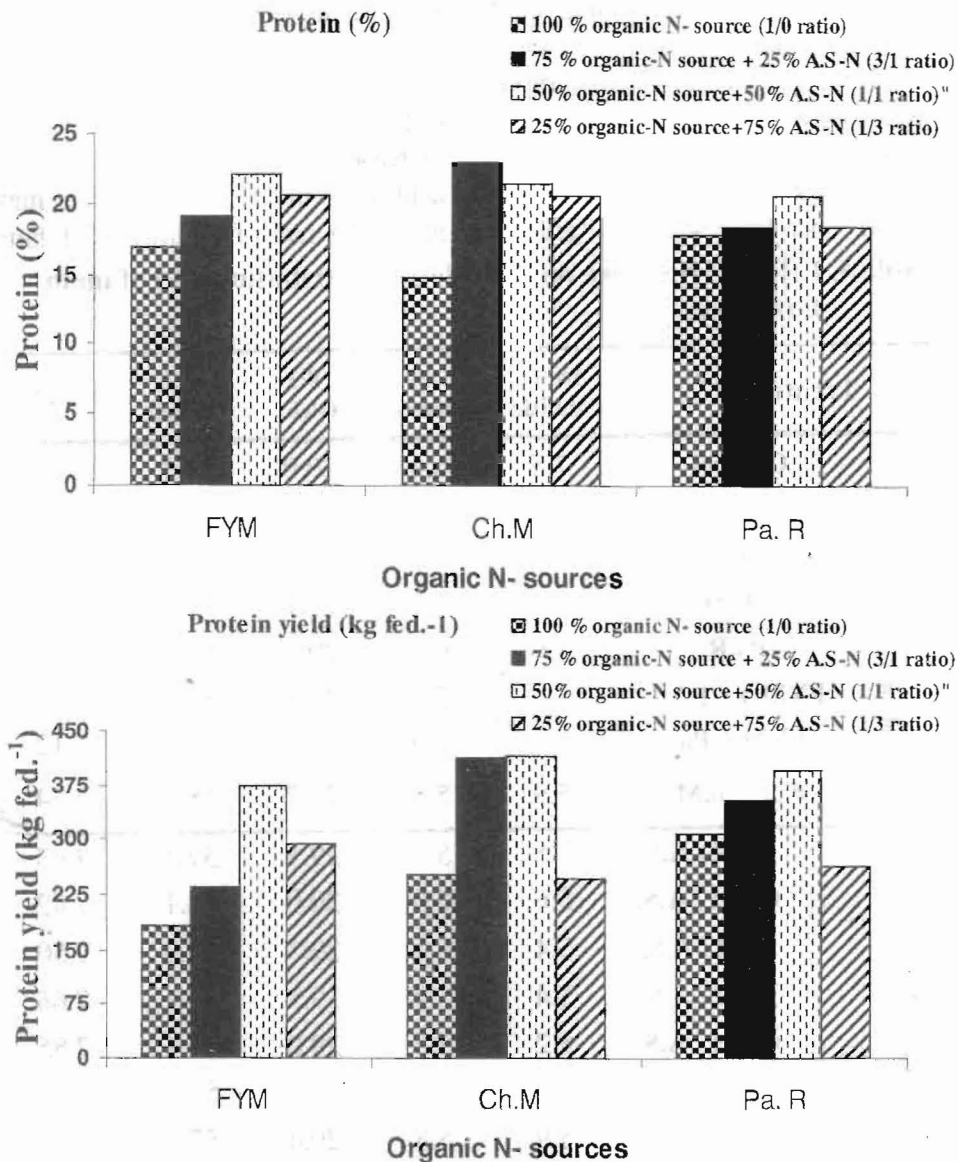 Protein (%)
100 % organic N- source (1/0 ratio)
75 % organic-N source + 25% A.S-N (3/1 ratio)
50% organic-N source+50% A.S-N (1/1 ratio)"
25% organic-N source+75% A.S-N (1/3 ratio)
Protein (%)
25
20
15
10
5
0
FYM
Ch.M
Pa. R
Organic N- sources
Protein yield (kg fed.-1)
100 % organic N- source (1/0 ratio)
75 % organic-N source + 25% A.S-N (3/1 ratio)
50% organic-N source+50% A.S-N (1/1 ratio)"
25% organic-N source+75% A.S-N (1/3 ratio)
Protein yield (kg fed.-1)
450
375
300
225
150
75
0
FYM
Ch.M
Pa. R
Organic N- sources